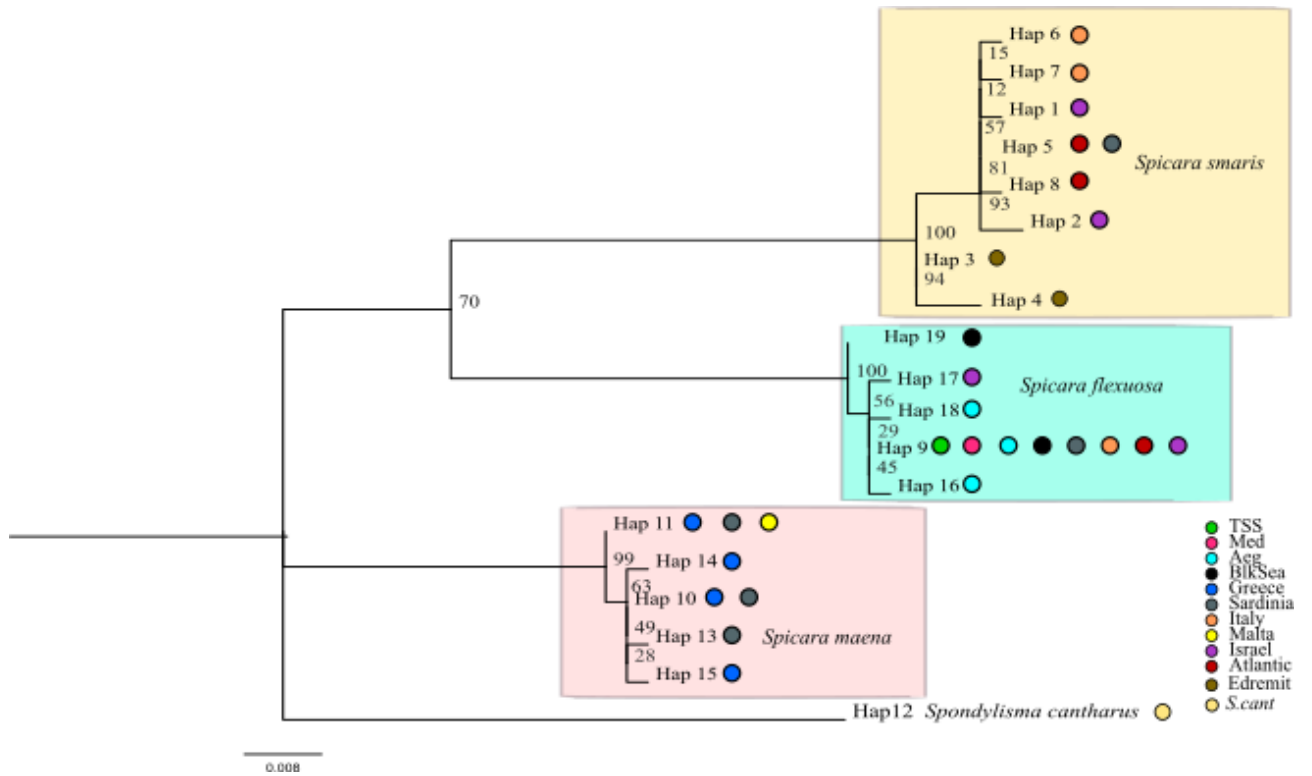 Hap 6
15
Hap 7
12
Hap 1
57
Hap 5
Spicara smaris
81
Hap 8
93
Hap 2
100
Hap 3
94
Hap 4
70
Hap 19
100
Hap 17
Spicara flexuosa
56
Hap 18
29
Hap 9
45
Hap 16
Hap 11
99
Hap 14
63
Hap 10
49
Hap 13
Spicara maena
28
Hap 15
Hap12 Spondylisma cantharus
TSS
Med
Aeg
BlkSea
Greece
Sardinia
Italy
Malta
Israel
Atlantic
Edremit
S.cant
0.008